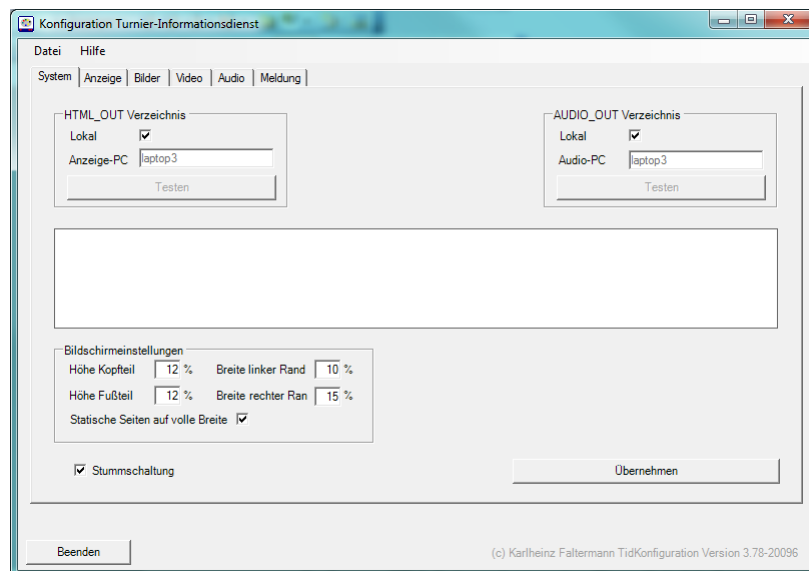 Konfiguration Turnier-Informationsdienst
Datei Hilfe
System Anzeige Bilder Video Audio Meldung
HTML_OUT Verzeichnis
Lokal
Anzeige-PC laptop3
Testen
AUDIO_OUT Verzeichnis
Lokal
Audio-PC laptop3
Testen
Bildschirmeinstellungen
Höhe Kopfteil 12 % Breite linker Rand 10 %
Höhe Fußteil 12 % Breite rechter Ran 15 %
Statische Seiten auf volle Breite
Stummschaltung
Übernehmen
Beenden
(c) Karlheinz Faltermann TidKonfiguration Version 3.78-20096